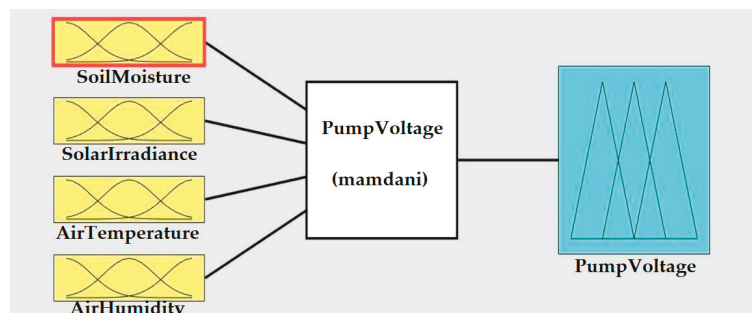 SoilMoisture
SolarIrradiance
AirTemperature
AirHumidity
PumpVoltage
(mamdani)
PumpVoltage